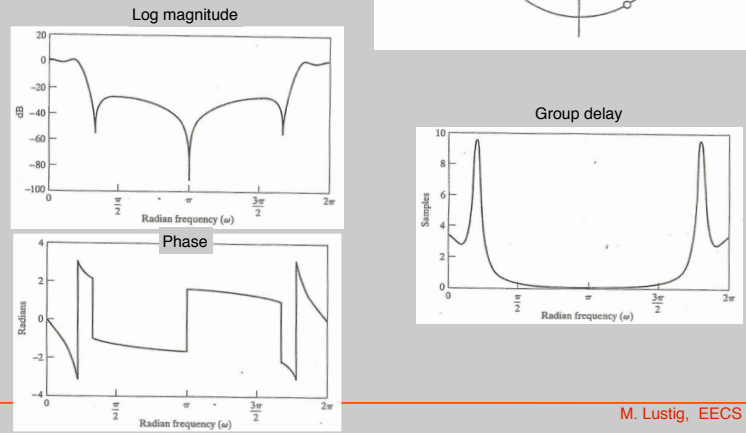 Log magnitude
20
0
−20
−40
−60
−80
−100
dB
0
π
2
π
3π
2
2π
Radian frequency (ω)
Group delay
10
8
6
4
2
0
Samples
0
π
2
π
3π
2
2π
Radian frequency (ω)
Phase
4
2
0
−2
−4
Radians
0
π
2
π
3π
2
2π
Radian frequency (ω)
M. Lustig, EECS